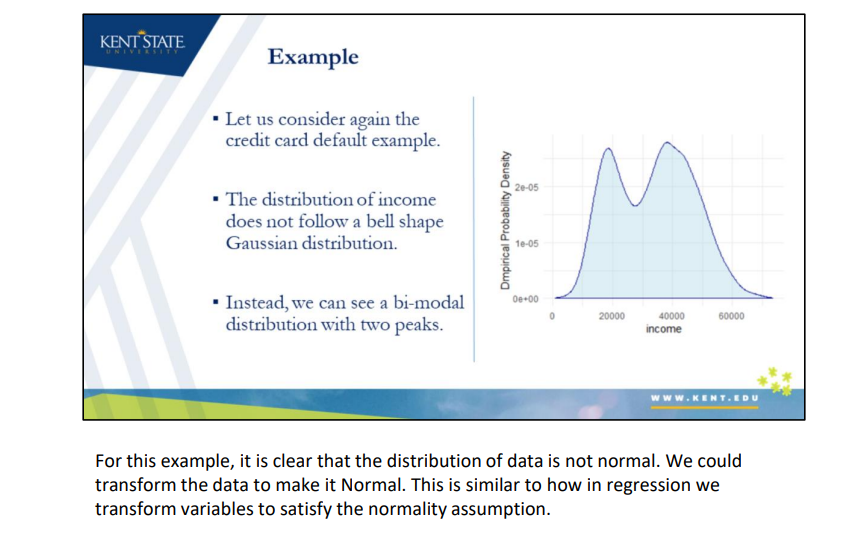 KENT STATE
UNIVERSITY
Example
▪ Let us consider again the
credit card default example.
▪ The distribution of income
does not follow a bell shape
Gaussian distribution.
▪ Instead, we can see a bi-modal
distribution with two peaks.
Dmpirical Probability Density
2e-05
1e-05
0e+00
0
20000
40000
60000
income
WWW.KENT.EDU
For this example, it is clear that the distribution of data is not normal. We could
transform the data to make it Normal. This is similar to how in regression we
transform variables to satisfy the normality assumption.